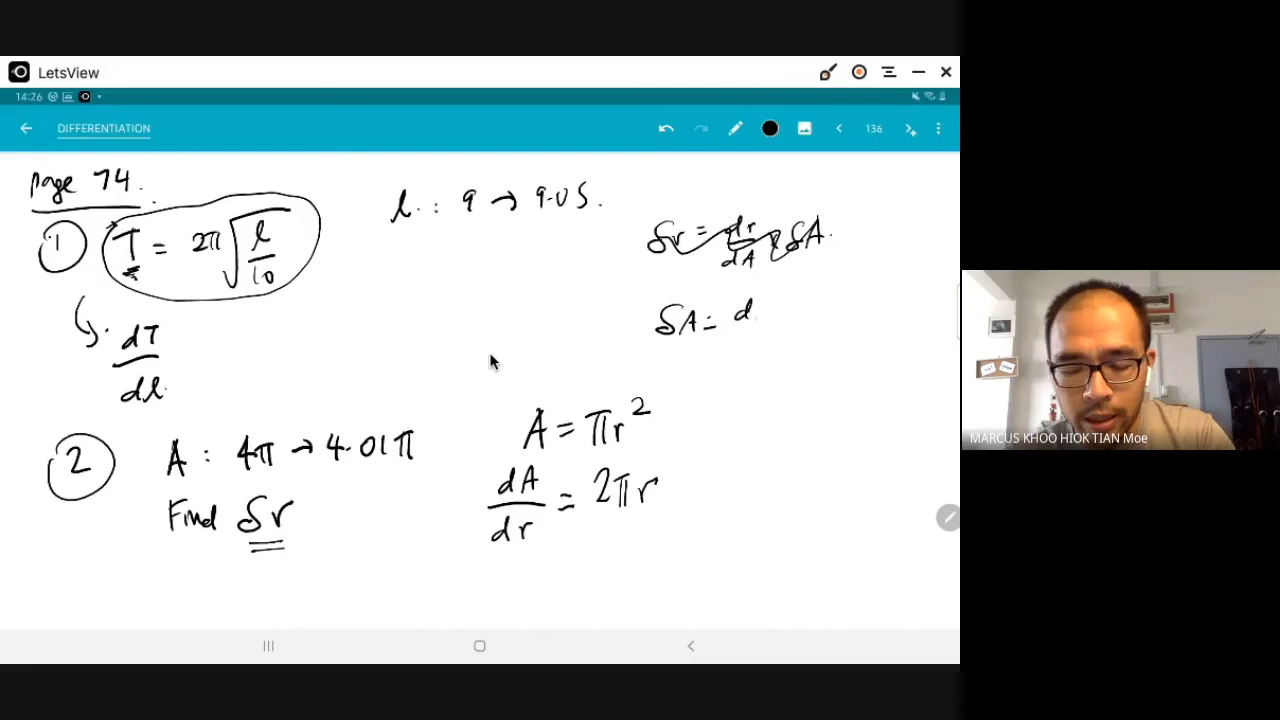 LetsView
14:26
DIFFERENTIATION
136
Page 74.
① T = 2π√(l/10)
l : 9 → 9.05.
δr = dr/dA × δA.
dT/dl
δA = d
② A : 4π → 4.01π
Find δr
A = πr²
dA/dr = 2πr
MARCUS KHOO HIOK TIAN Moe